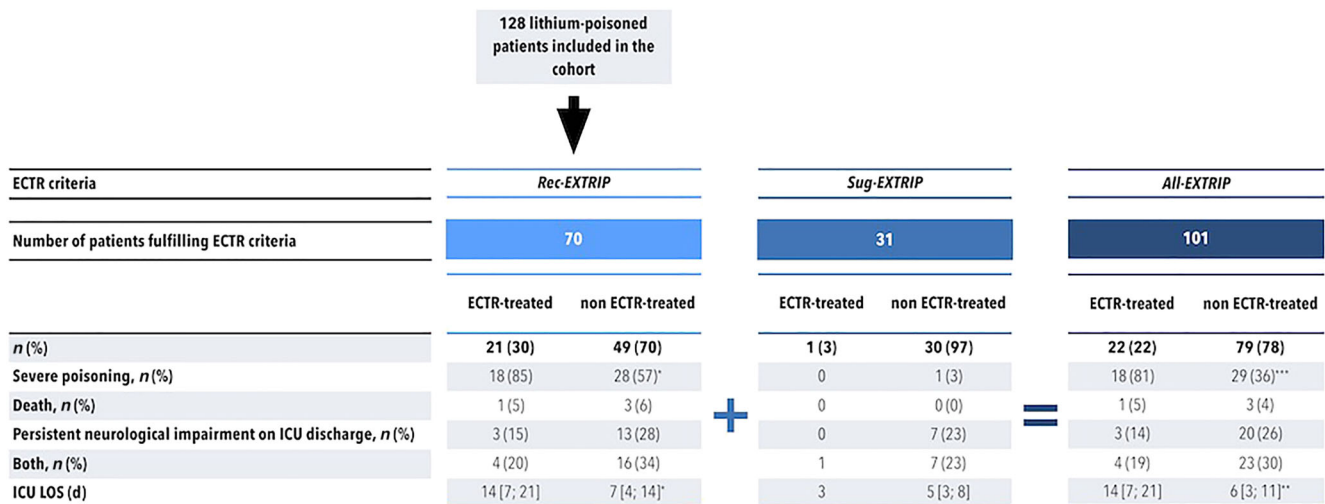 128 lithium-poisoned
patients included in the
cohort
ECTR criteria Rec-EXTRIP Sug-EXTRIP All-EXTRIP
Number of patients fulfilling ECTR criteria 70 31 101
ECTR-treated non ECTR-treated ECTR-treated non ECTR-treated ECTR-treated non ECTR-treated
n (%) 21 (30) 49 (70) 1 (3) 30 (97) 22 (22) 79 (78)
Severe poisoning, n (%) 18 (85) 28 (57)* 0 1 (3) 18 (81) 29 (36)***
Death, n (%) 1 (5) 3 (6) 0 0 (0) 1 (5) 3 (4)
+ =
Persistent neurological impairment on ICU discharge, n (%) 3 (15) 13 (28) 0 7 (23) 3 (14) 20 (26)
Both, n (%) 4 (20) 16 (34) 1 7 (23) 4 (19) 23 (30)
ICU LOS (d) 14 [7; 21] 7 [4; 14]* 3 5 [3; 8] 14 [7; 21] 6 [3; 11]**